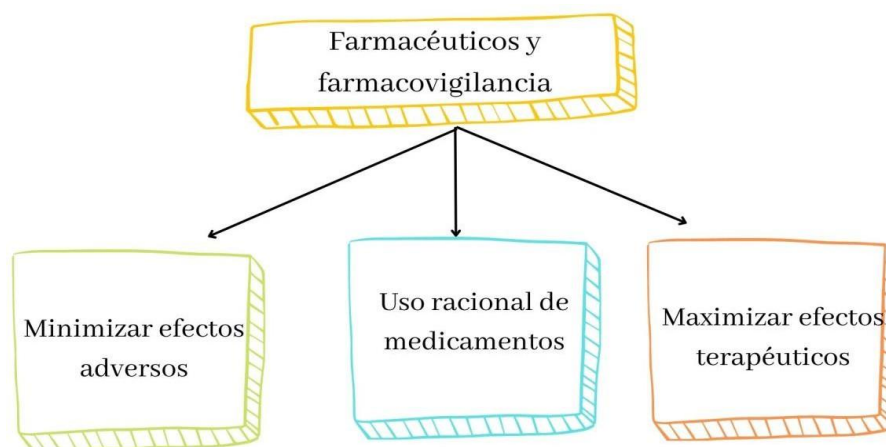 Farmacéuticos y
farmacovigilancia
Minimizar efectos
adversos
Uso racional de
medicamentos
Maximizar efectos
terapéuticos